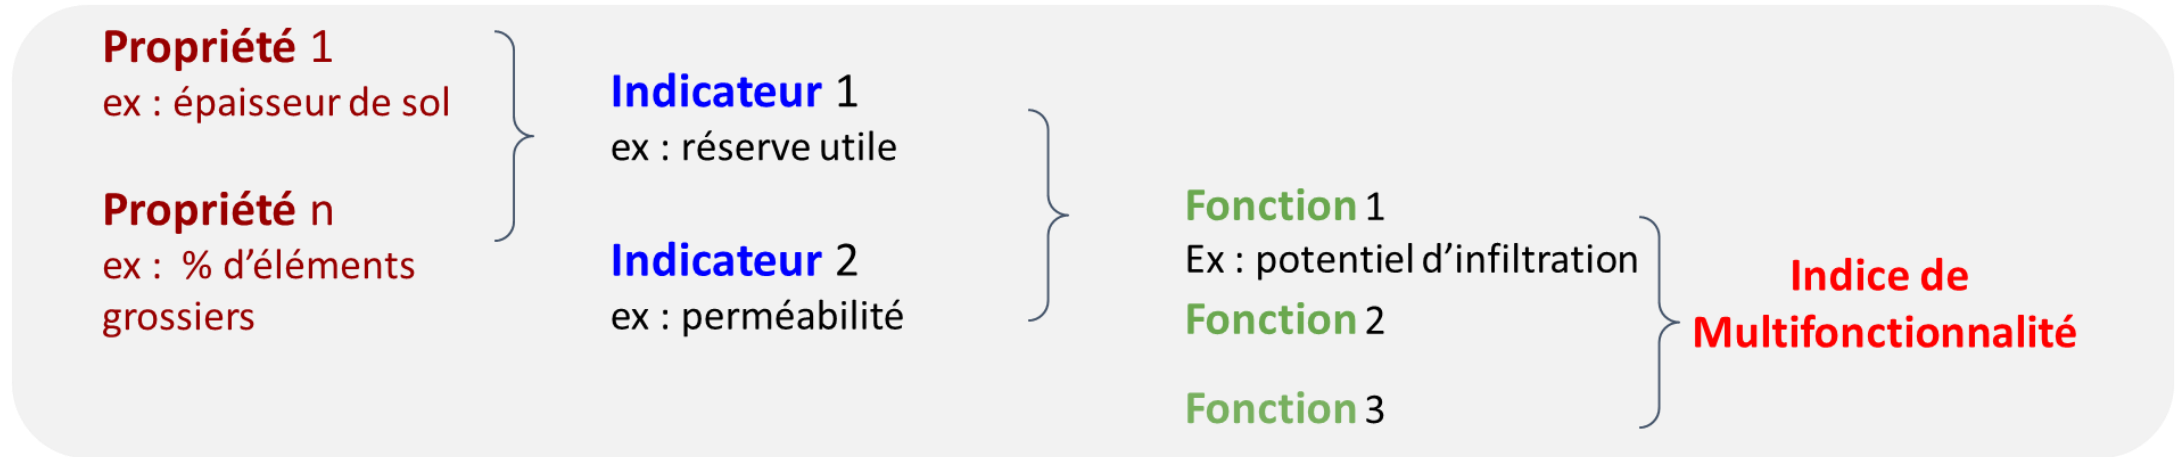 Propriété 1
ex : épaisseur de sol
Propriété n
ex :  % d’éléments
grossiers
Indicateur 1
ex : réserve utile
Indicateur 2
ex : perméabilité
Fonction 1
Ex : potentiel d’infiltration
Fonction 2
Fonction 3
Indice de
Multifonctionnalité